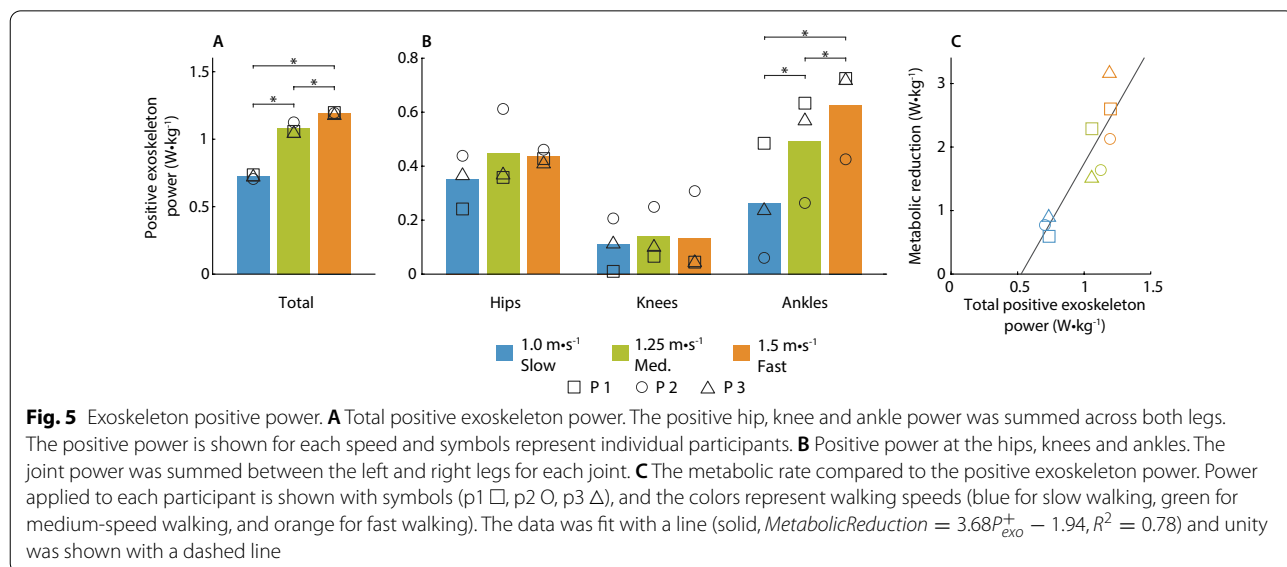 A
B
C
Positive exoskeleton
power (W•kg⁻¹)
1.5
1
0.5
0
*
*
*
Total
0.8
0.6
0.4
0.2
0
*
*
*
Hips
Knees
Ankles
Metabolic reduction (W•kg⁻¹)
3
2
1
0
0
0.5
1
1.5
Total positive exoskeleton
power (W•kg⁻¹)
1.0 m•s⁻¹
Slow
1.25 m•s⁻¹
Med.
1.5 m•s⁻¹
Fast
□ P 1 ○ P 2 △ P 3
Fig. 5 Exoskeleton positive power. A Total positive exoskeleton power. The positive hip, knee and ankle power was summed across both legs.
The positive power is shown for each speed and symbols represent individual participants. B Positive power at the hips, knees and ankles. The
joint power was summed between the left and right legs for each joint. C The metabolic rate compared to the positive exoskeleton power. Power
applied to each participant is shown with symbols (p1 □, p2 O, p3 △), and the colors represent walking speeds (blue for slow walking, green for
medium-speed walking, and orange for fast walking). The data was fit with a line (solid, MetabolicReduction = 3.68P⁺ₑₓₒ − 1.94, R² = 0.78) and unity
was shown with a dashed line